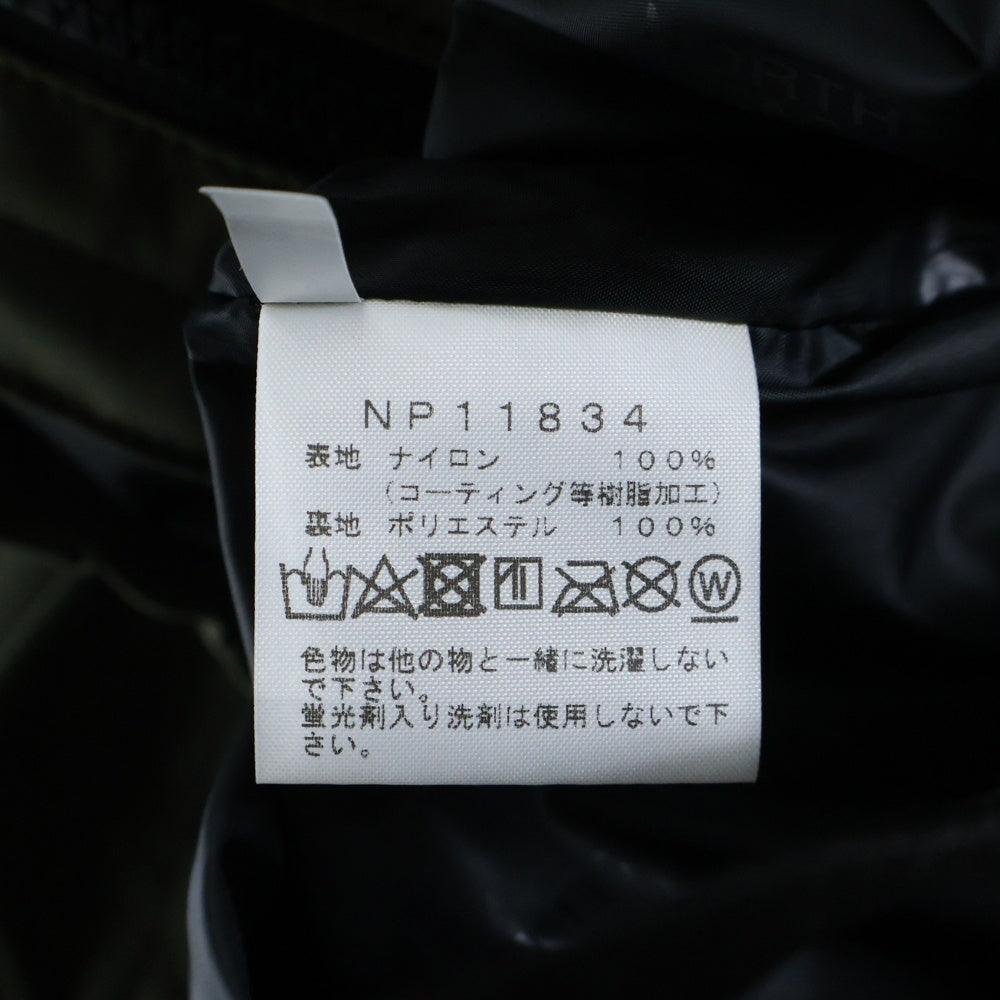 ORTH
NP11834
表地 ナイロン 100%
(コーティング等樹脂加工)
裏地 ポリエステル 100%
W
色物は他の物と一緒に洗濯しない
で下さい。
蛍光剤入り洗剤は使用しないで下
さい。